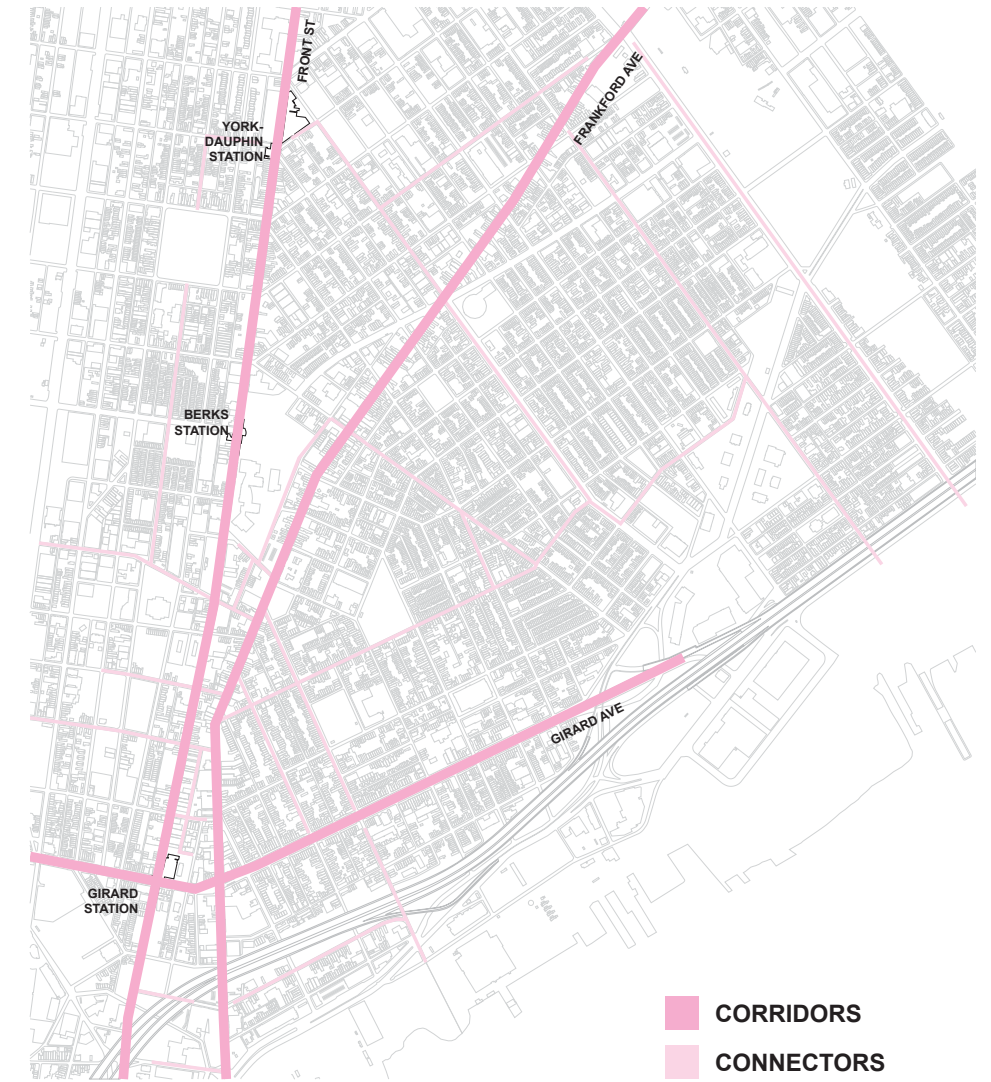 FRONT ST
FRANKFORD AVE
YORK-
DAUPHIN
STATION
BERKS
STATION
GIRARD AVE
GIRARD
STATION
CORRIDORS
CONNECTORS